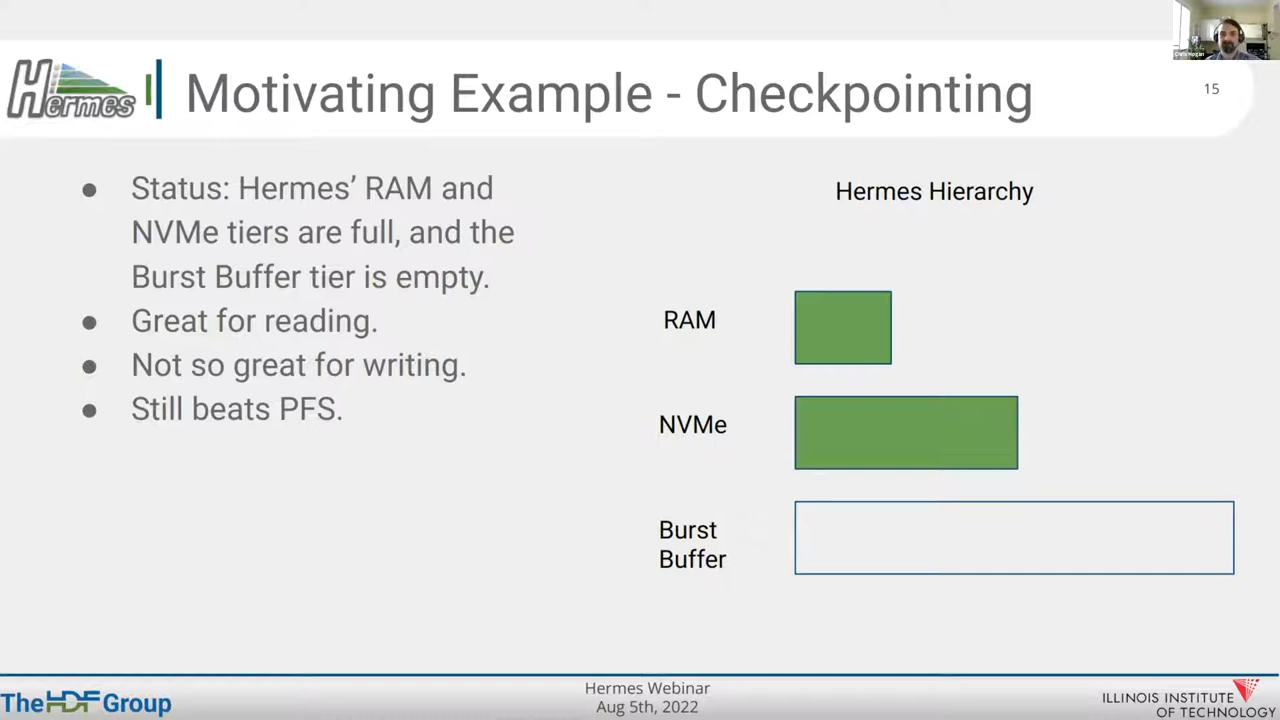 Hermes
Motivating Example - Checkpointing
15
Chris Hogan
● Status: Hermes’ RAM and
NVMe tiers are full, and the
Burst Buffer tier is empty.
● Great for reading.
● Not so great for writing.
● Still beats PFS.
Hermes Hierarchy
RAM
NVMe
Burst
Buffer
The HDF Group
Hermes Webinar
Aug 5th, 2022
ILLINOIS INSTITUTE
OF TECHNOLOGY